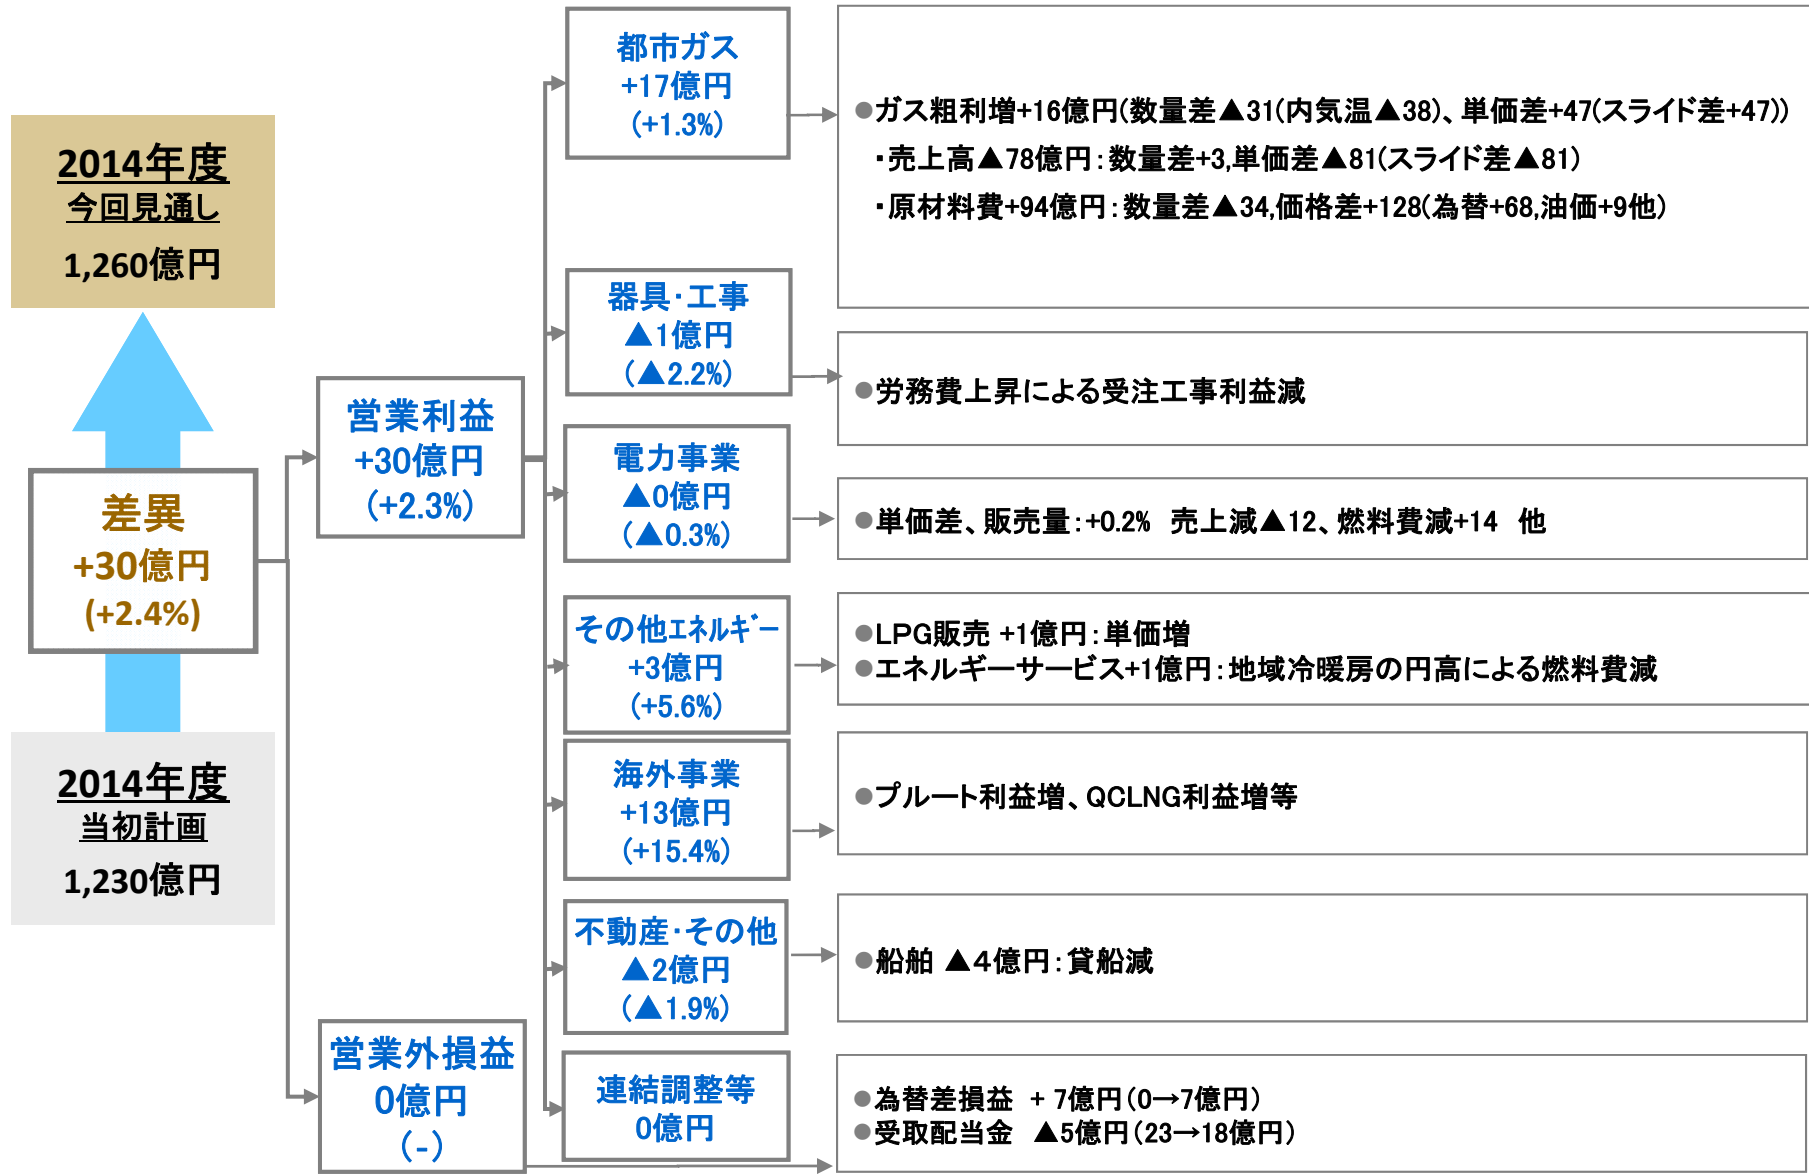 2014年度
今回見通し
1,260億円
差異
+30億円
(+2.4%)
2014年度
当初計画
1,230億円
営業利益
+30億円
(+2.3%)
営業外損益
0億円
(-)
都市ガス
+17億円
(+1.3%)
●ガス粗利増+16億円(数量差▲31(内気温▲38)、単価差+47(スライド差+47))
・売上高▲78億円:数量差+3,単価差▲81(スライド差▲81)
・原材料費+94億円:数量差▲34,価格差+128(為替+68,油価+9他)
器具・工事
▲1億円
(▲2.2%)
●労務費上昇による受注工事利益減
電力事業
▲0億円
(▲0.3%)
●単価差、販売量:+0.2% 売上減▲12、燃料費減+14 他
その他エネルギー
+3億円
(+5.6%)
●LPG販売 +1億円:単価増
●エネルギーサービス+1億円:地域冷暖房の円高による燃料費減
海外事業
+13億円
(+15.4%)
●プルート利益増、QCLNG利益増等
不動産・その他
▲2億円
(▲1.9%)
●船舶 ▲4億円:貸船減
連結調整等
0億円
●為替差損益 + 7億円(0→7億円)
●受取配当金 ▲5億円(23→18億円)